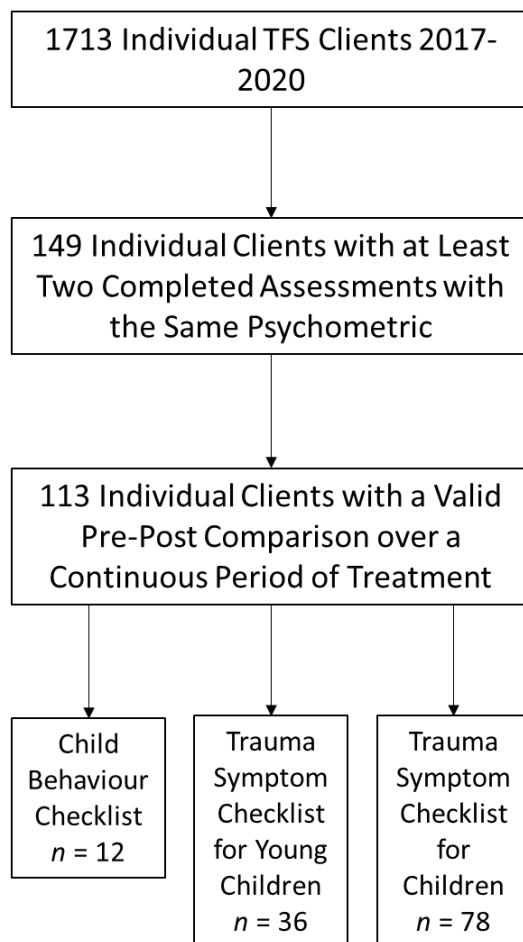 1713 Individual TFS Clients 2017-
2020
149 Individual Clients with at Least
Two Completed Assessments with
the Same Psychometric
113 Individual Clients with a Valid
Pre-Post Comparison over a
Continuous Period of Treatment
Child
Behaviour
Checklist
n = 12
Trauma
Symptom
Checklist
for Young
Children
n = 36
Trauma
Symptom
Checklist
for
Children
n = 78